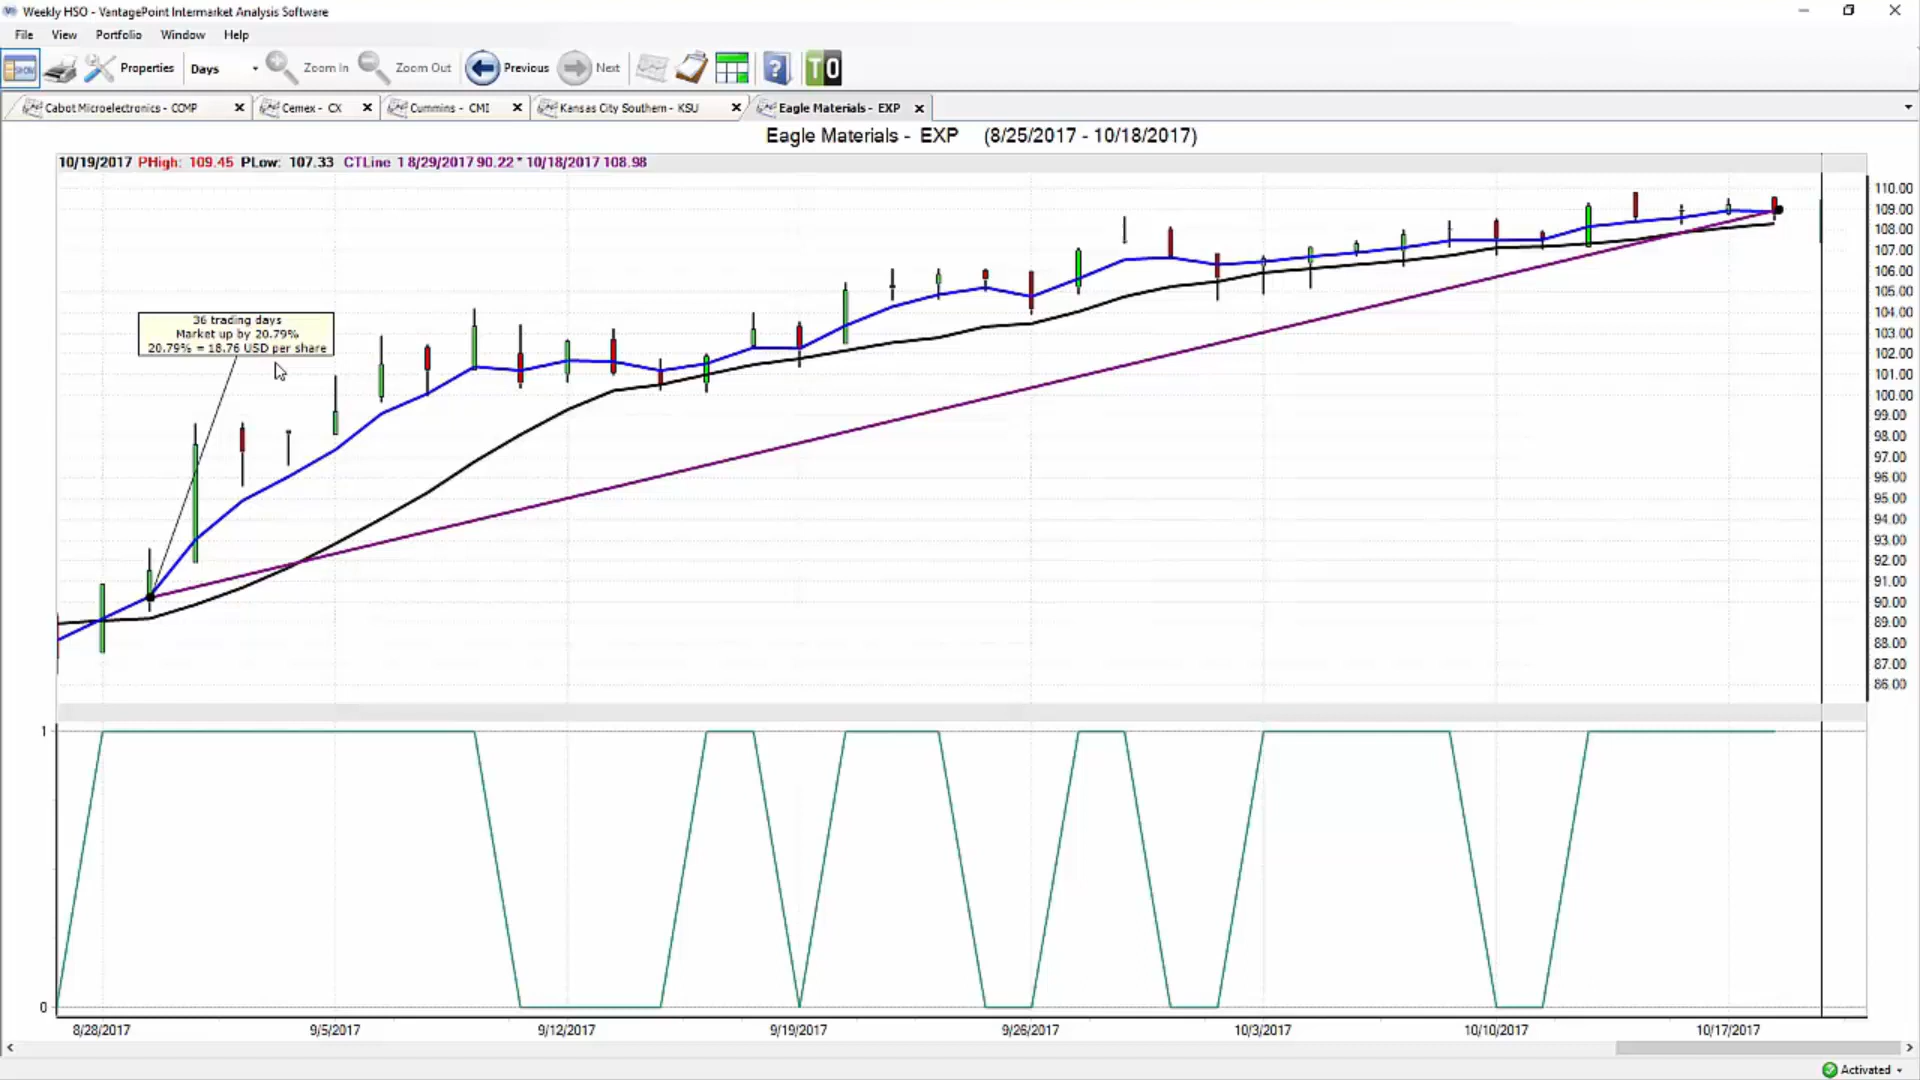 Weekly HSO - VantagePoint Intermarket Analysis Software
File View Portfolio Window Help
SHOW Properties Days Zoom In Zoom Out Previous Next ? TO
Cabot Microelectronics - CCMP Cemex - CX Cummins - CMI Kansas City Southern - KSU Eagle Materials - EXP
Eagle Materials - EXP (8/25/2017 - 10/18/2017)
10/19/2017 PHigh: 109.45 PLow: 107.33 CTLine 1 8/29/2017 90.22 * 10/18/2017 108.98
36 trading days
Market up by 20.79%
20.79% = 18.76 USD per share
110.00
109.00
108.00
107.00
106.00
105.00
104.00
103.00
102.00
101.00
100.00
99.00
98.00
97.00
96.00
95.00
94.00
93.00
92.00
91.00
90.00
89.00
88.00
87.00
86.00
1
0
8/28/2017 9/5/2017 9/12/2017 9/19/2017 9/26/2017 10/3/2017 10/10/2017 10/17/2017
Activated